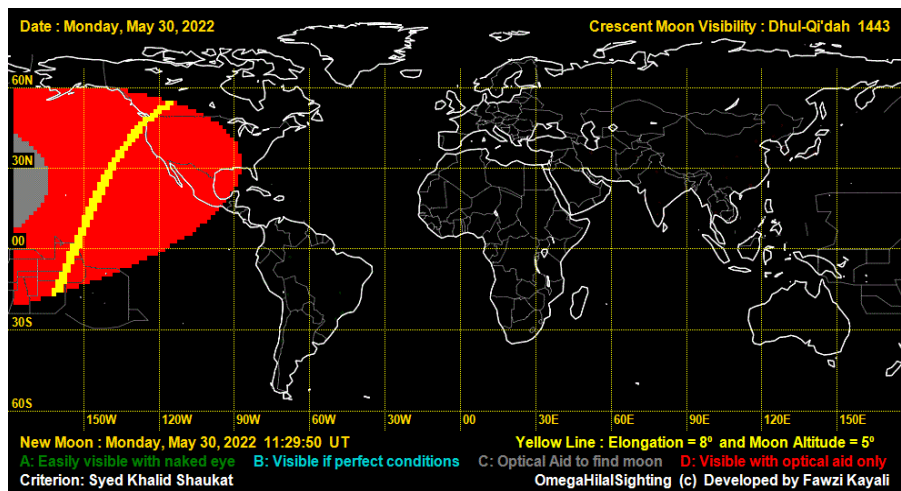 Date : Monday, May 30, 2022
Crescent Moon Visibility : Dhul-Qi'dah 1443
60N
30N
00
30S
60S
150W 120W 90W 60W 30W 00 30E 60E 90E 120E 150E
New Moon : Monday, May 30, 2022 11:29:50 UT
Yellow Line : Elongation = 8º and Moon Altitude = 5º
A: Easily visible with naked eye B: Visible if perfect conditions C: Optical Aid to find moon D: Visible with optical aid only
Criterion: Syed Khalid Shaukat
OmegaHilalSighting (c) Developed by Fawzi Kayali